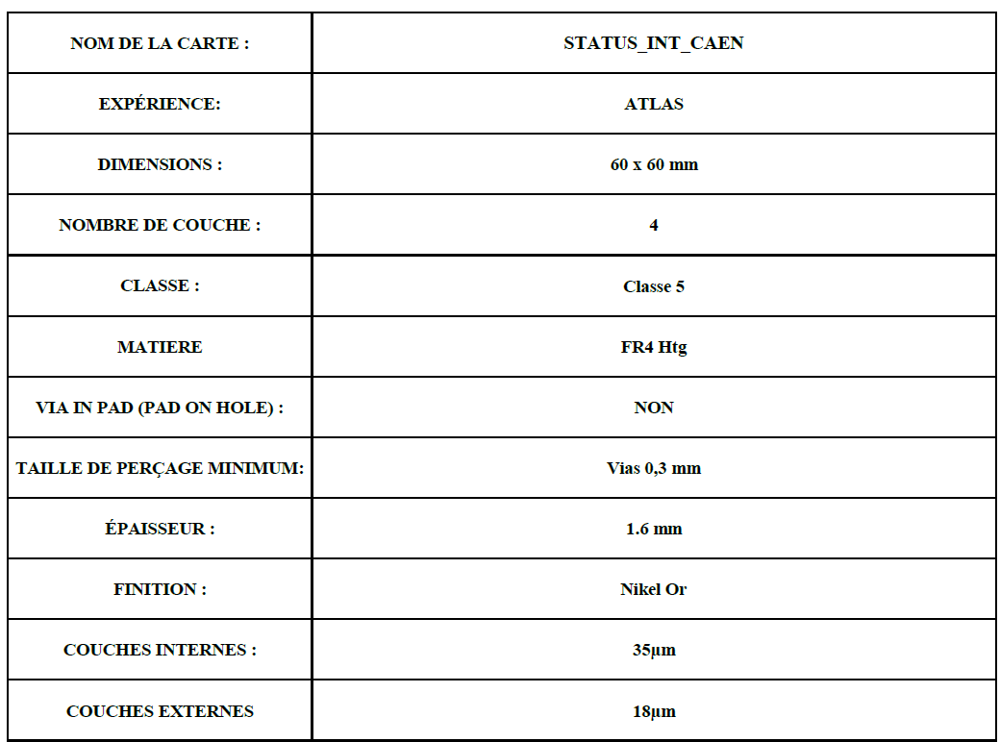 NOM DE LA CARTE : STATUS_INT_CAEN
EXPÉRIENCE: ATLAS
DIMENSIONS : 60 x 60 mm
NOMBRE DE COUCHE : 4
CLASSE : Classe 5
MATIERE FR4 Htg
VIA IN PAD (PAD ON HOLE) : NON
TAILLE DE PERÇAGE MINIMUM: Vias 0,3 mm
ÉPAISSEUR : 1.6 mm
FINITION : Nikel Or
COUCHES INTERNES : 35µm
COUCHES EXTERNES 18µm